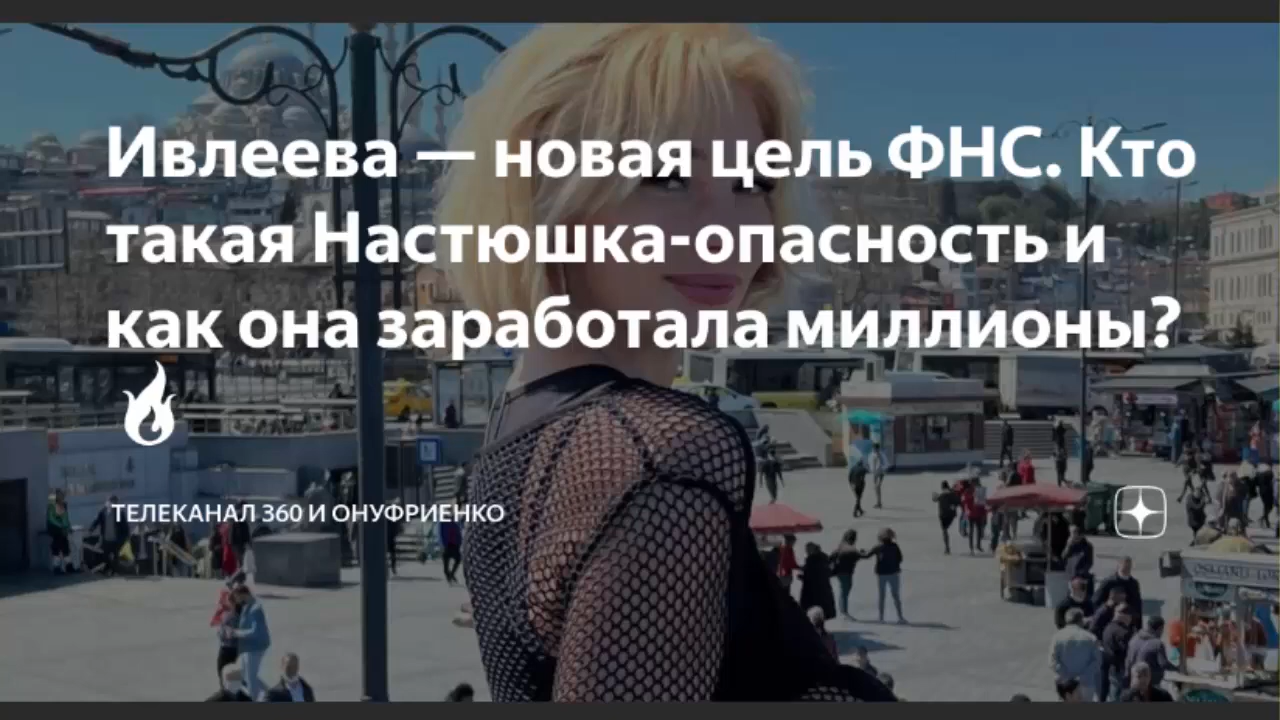 Ивлеева — новая цель ФНС. Кто
такая Настюшка-опасность и
как она заработала миллионы?
ТЕЛЕКАНАЛ 360 И ОНУФРИЕНКО